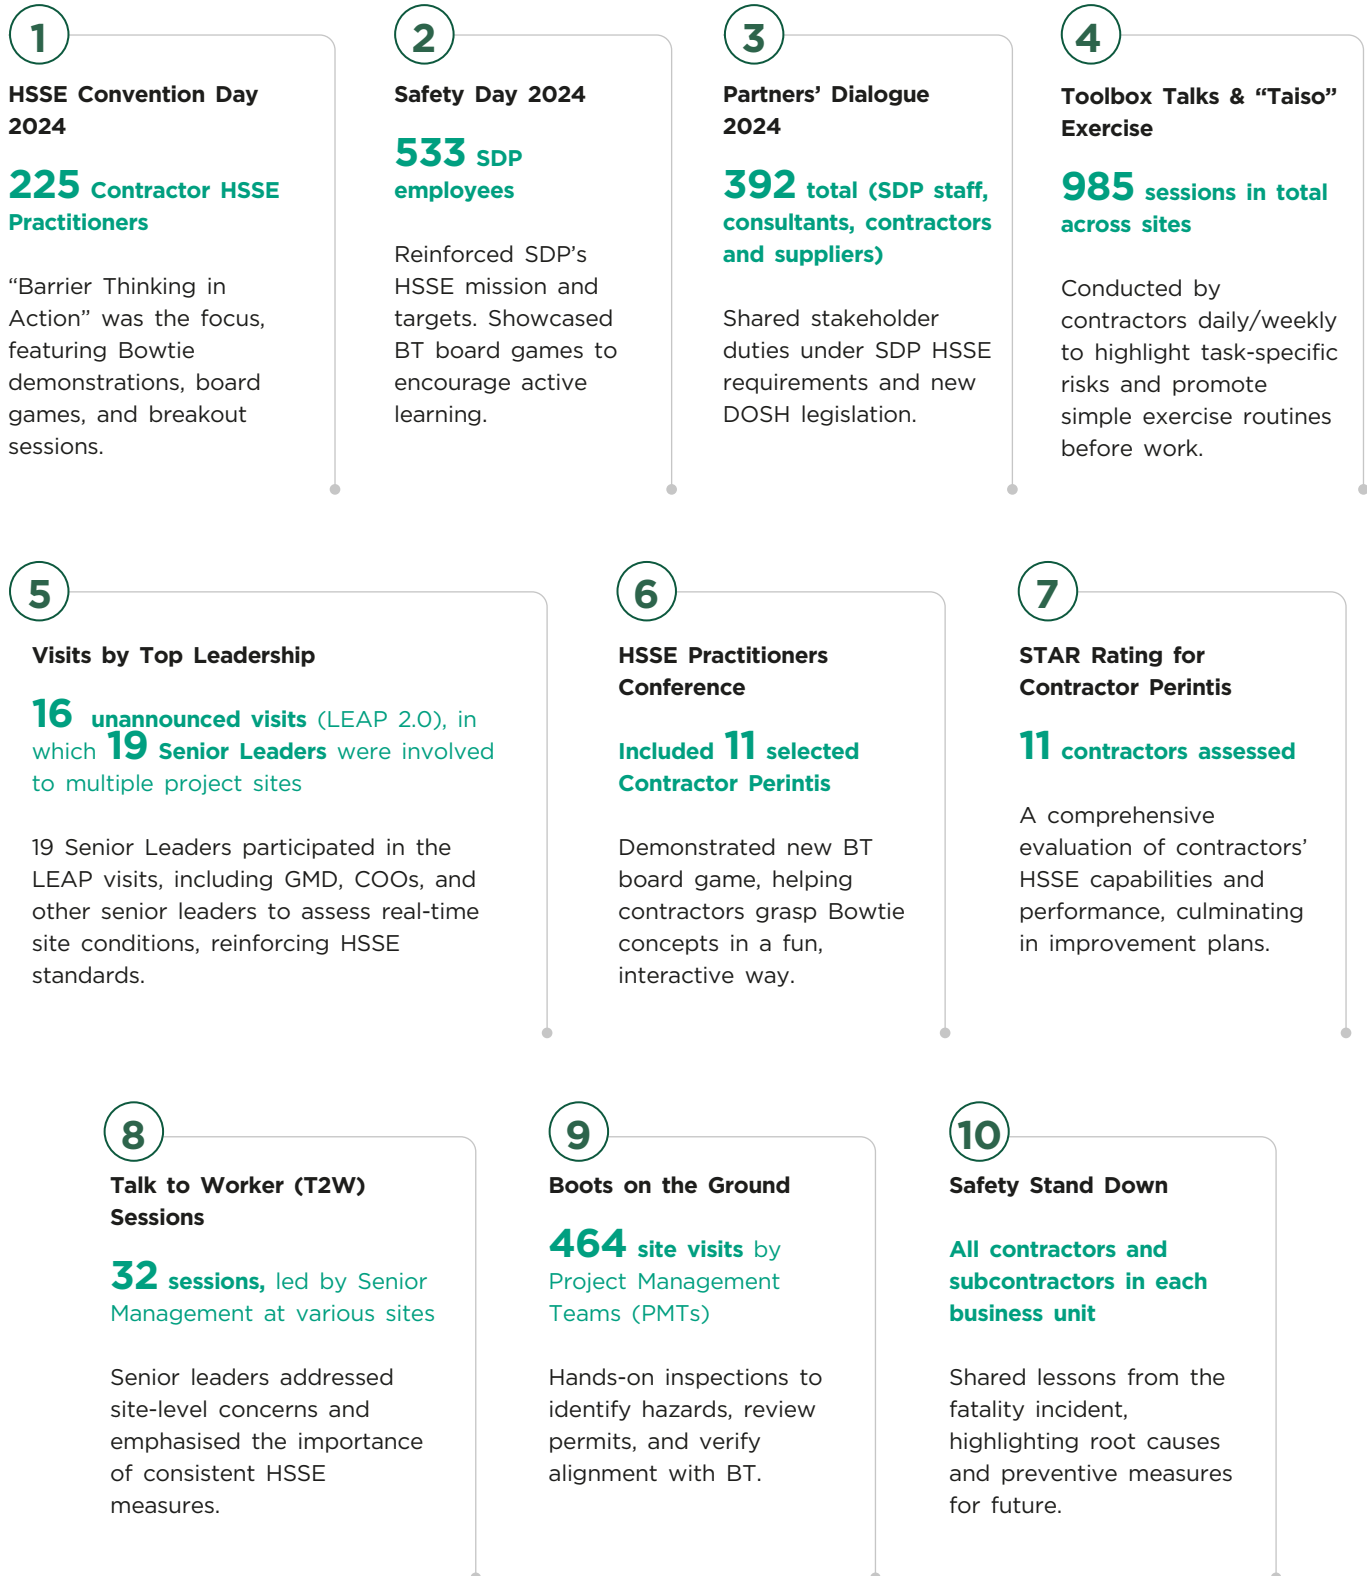 1
HSSE Convention Day
2024
225 Contractor HSSE
Practitioners
“Barrier Thinking in
Action” was the focus,
featuring Bowtie
demonstrations, board
games, and breakout
sessions.
2
Safety Day 2024
533 SDP
employees
Reinforced SDP’s
HSSE mission and
targets. Showcased
BT board games to
encourage active
learning.
3
Partners’ Dialogue
2024
392 total (SDP staff,
consultants, contractors
and suppliers)
Shared stakeholder
duties under SDP HSSE
requirements and new
DOSH legislation.
4
Toolbox Talks & “Taiso”
Exercise
985 sessions in total
across sites
Conducted by
contractors daily/weekly
to highlight task-specific
risks and promote
simple exercise routines
before work.
5
Visits by Top Leadership
16 unannounced visits (LEAP 2.0), in
which 19 Senior Leaders were involved
to multiple project sites
19 Senior Leaders participated in the
LEAP visits, including GMD, COOs, and
other senior leaders to assess real-time
site conditions, reinforcing HSSE
standards.
6
HSSE Practitioners
Conference
Included 11 selected
Contractor Perintis
Demonstrated new BT
board game, helping
contractors grasp Bowtie
concepts in a fun,
interactive way.
7
STAR Rating for
Contractor Perintis
11 contractors assessed
A comprehensive
evaluation of contractors’
HSSE capabilities and
performance, culminating
in improvement plans.
8
Talk to Worker (T2W)
Sessions
32 sessions, led by Senior
Management at various sites
Senior leaders addressed
site-level concerns and
emphasised the importance
of consistent HSSE
measures.
9
Boots on the Ground
464 site visits by
Project Management
Teams (PMTs)
Hands-on inspections to
identify hazards, review
permits, and verify
alignment with BT.
10
Safety Stand Down
All contractors and
subcontractors in each
business unit
Shared lessons from the
fatality incident,
highlighting root causes
and preventive measures
for future.